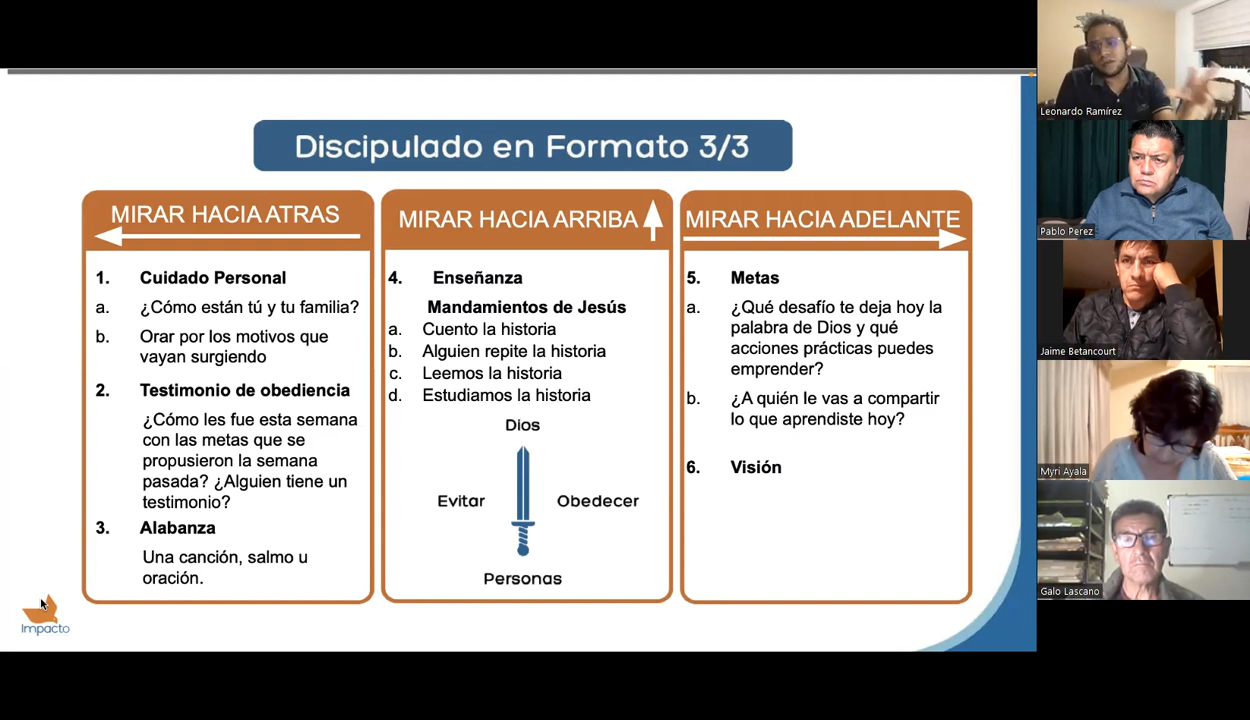 Discipulado en Formato 3/3
MIRAR HACIA ATRAS
1. Cuidado Personal
a. ¿Cómo están tú y tu familia?
b. Orar por los motivos que
vayan surgiendo
2. Testimonio de obediencia
¿Cómo les fue esta semana
con las metas que se
propusieron la semana
pasada? ¿Alguien tiene un
testimonio?
3. Alabanza
Una canción, salmo u
oración.
MIRAR HACIA ARRIBA
4. Enseñanza
Mandamientos de Jesús
a. Cuento la historia
b. Alguien repite la historia
c. Leemos la historia
d. Estudiamos la historia
Dios
Evitar Obedecer
Personas
MIRAR HACIA ADELANTE
5. Metas
a. ¿Qué desafío te deja hoy la
palabra de Dios y qué
acciones prácticas puedes
emprender?
b. ¿A quién le vas a compartir
lo que aprendiste hoy?
6. Visión
Impacto
Leonardo Ramírez
Pablo Perez
Jaime Betancourt
Myri Ayala
Galo Lascano